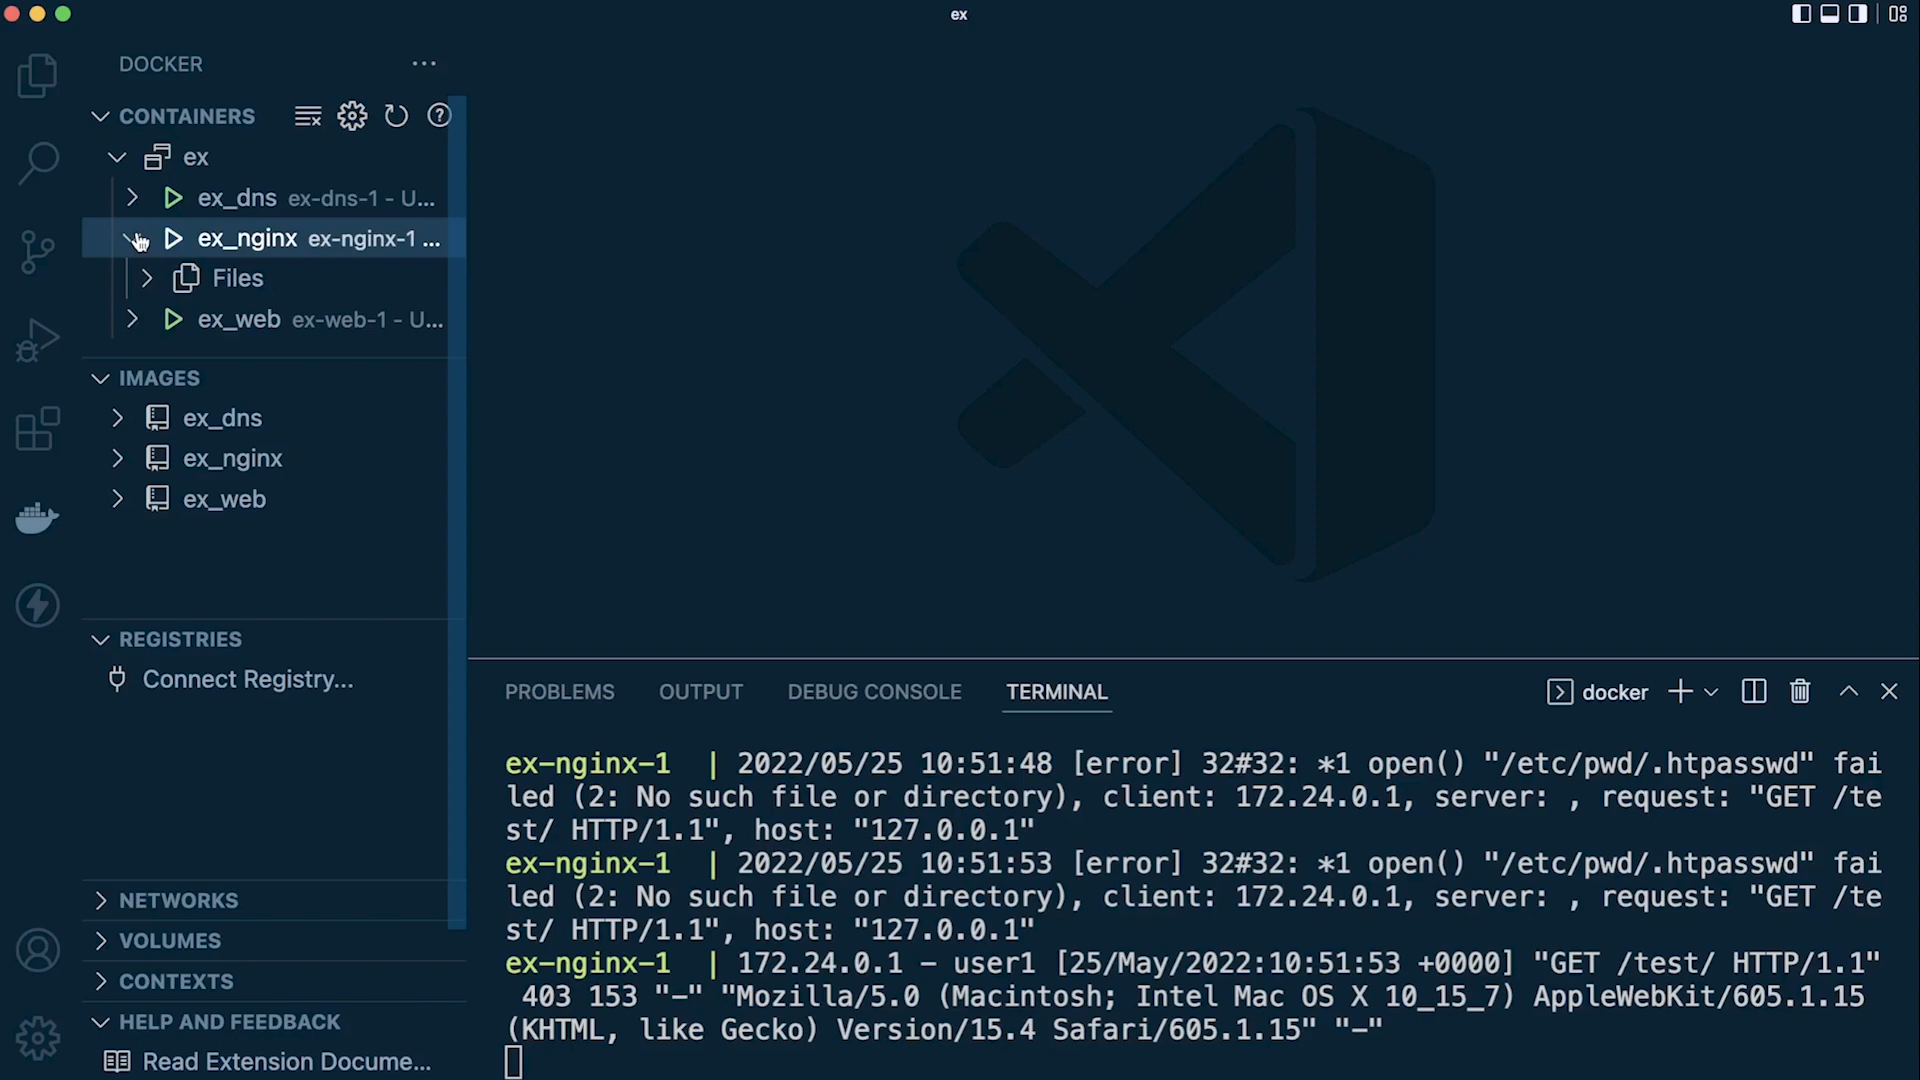 ex
DOCKER
CONTAINERS
ex
ex_dns ex-dns-1 - U...
ex_nginx ex-nginx-1 ...
Files
ex_web ex-web-1 - U...
IMAGES
ex_dns
ex_nginx
ex_web
REGISTRIES
Connect Registry...
NETWORKS
VOLUMES
CONTEXTS
HELP AND FEEDBACK
Read Extension Docume...
PROBLEMS OUTPUT DEBUG CONSOLE TERMINAL docker
ex-nginx-1  | 2022/05/25 10:51:48 [error] 32#32: *1 open() "/etc/pwd/.htpasswd" fai
led (2: No such file or directory), client: 172.24.0.1, server: , request: "GET /te
st/ HTTP/1.1", host: "127.0.0.1"
ex-nginx-1  | 2022/05/25 10:51:53 [error] 32#32: *1 open() "/etc/pwd/.htpasswd" fai
led (2: No such file or directory), client: 172.24.0.1, server: , request: "GET /te
st/ HTTP/1.1", host: "127.0.0.1"
ex-nginx-1  | 172.24.0.1 - user1 [25/May/2022:10:51:53 +0000] "GET /test/ HTTP/1.1"
403 153 "-" "Mozilla/5.0 (Macintosh; Intel Mac OS X 10_15_7) AppleWebKit/605.1.15
(KHTML, like Gecko) Version/15.4 Safari/605.1.15" "-"